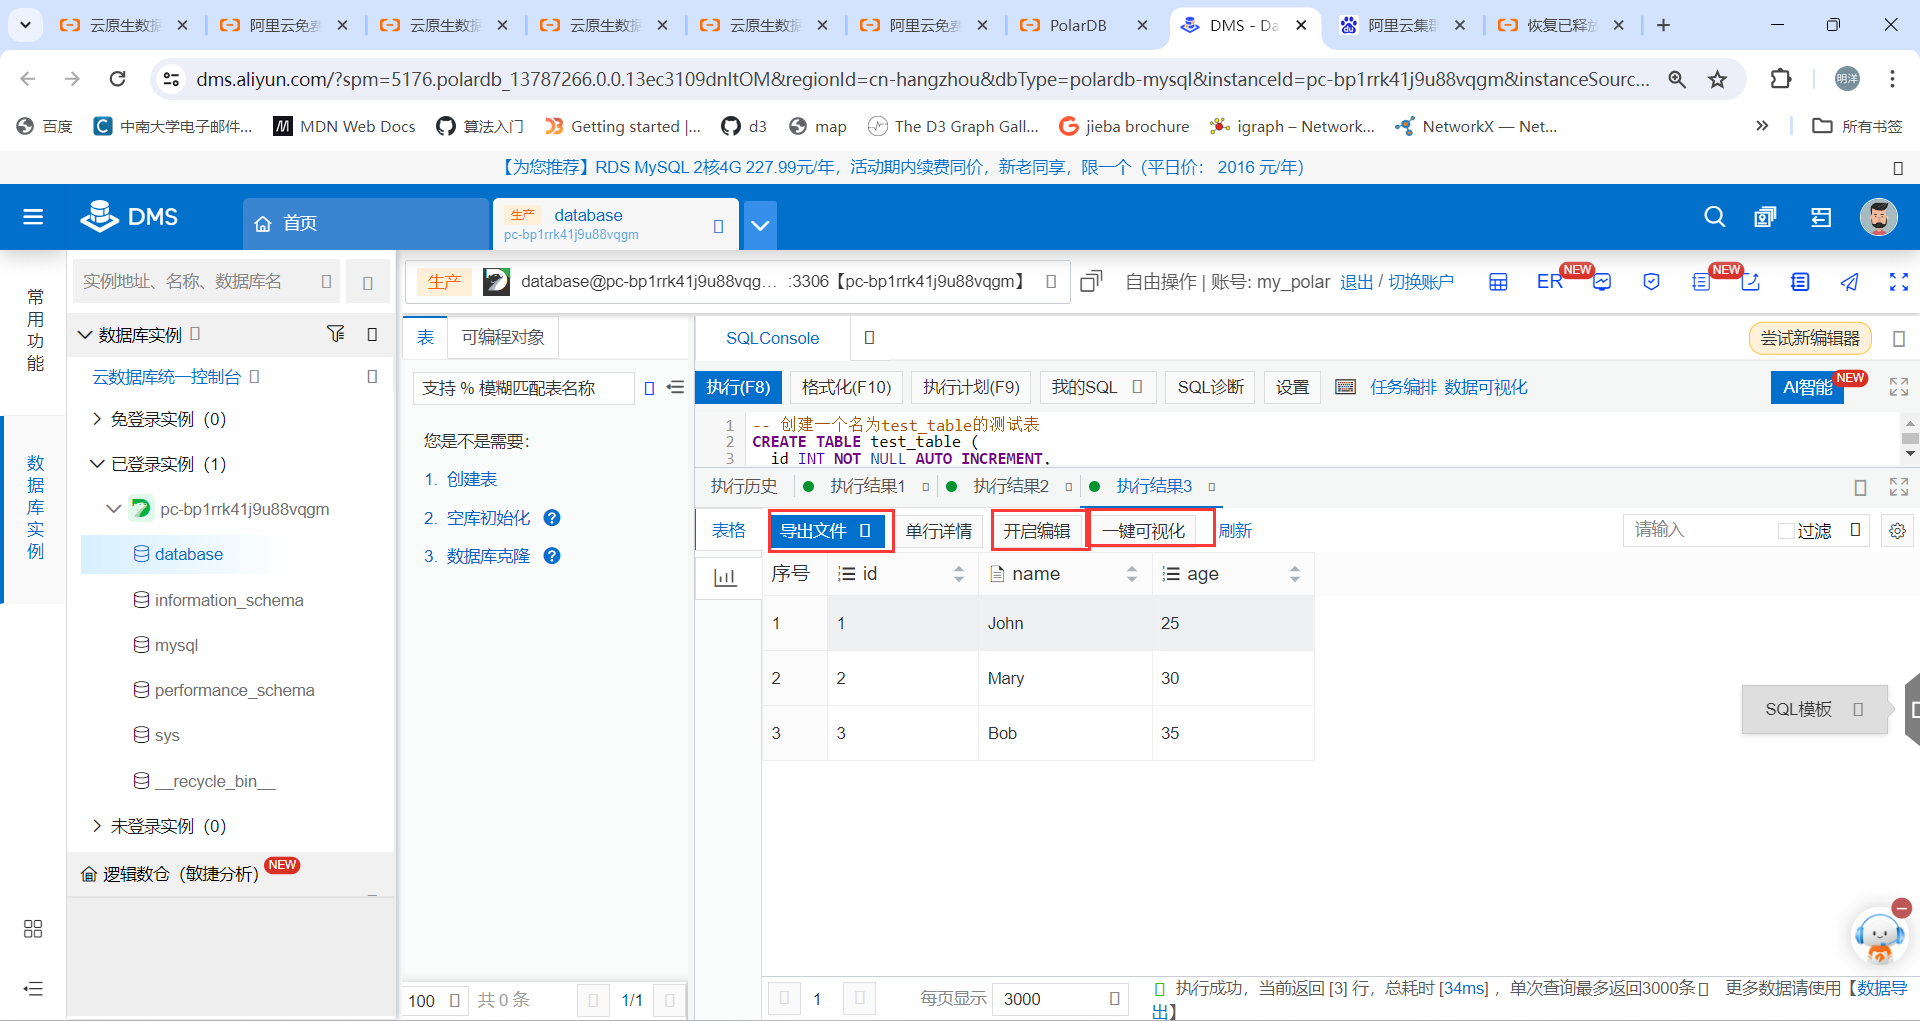 云原生数据
阿里云免费
云原生数据
云原生数据
云原生数据
阿里云免费
PolarDB
DMS - Da
阿里云集群
恢复已释放
dms.aliyun.com/?spm=5176.polardb_13787266.0.0.13ec3109dnItOM&regionId=cn-hangzhou&dbType=polardb-mysql&instanceId=pc-bp1rrk41j9u88vqgm&instanceSourc...
明洋
百度
中南大学电子邮件...
MDN Web Docs
算法入门
Getting started |...
d3
map
The D3 Graph Gall...
jieba brochure
igraph – Network...
NetworkX — Net...
所有书签
【为您推荐】RDS MySQL 2核4G 227.99元/年，活动期内续费同价，新老同享，限一个（平日价： 2016 元/年）
DMS
首页
生产 database
pc-bp1rrk41j9u88vqgm
常用功能
数据库实例
实例地址、名称、数据库名
生产
database@pc-bp1rrk41j9u88vqg... :3306【pc-bp1rrk41j9u88vqgm】
自由操作 | 账号: my_polar 退出 / 切换账户
ER
NEW
NEW
数据库实例
云数据库统一控制台
免登录实例（0）
已登录实例（1）
pc-bp1rrk41j9u88vqgm
database
information_schema
mysql
performance_schema
sys
__recycle_bin__
未登录实例（0）
逻辑数仓（敏捷分析）
NEW
表
可编程对象
支持 % 模糊匹配表名称
您是不是需要：
1. 创建表
2. 空库初始化
3. 数据库克隆
100
共 0 条
1/1
SQLConsole
尝试新编辑器
执行(F8)
格式化(F10)
执行计划(F9)
我的SQL
SQL诊断
设置
任务编排
数据可视化
AI智能
NEW
1 -- 创建一个名为test_table的测试表
2 CREATE TABLE test_table (
3 id INT NOT NULL AUTO_INCREMENT,
执行历史
执行结果1
执行结果2
执行结果3
表格
导出文件
单行详情
开启编辑
一键可视化
刷新
请输入
过滤
序号 id name age
1 1 John 25
2 2 Mary 30
3 3 Bob 35
SQL模板
1
每页显示
3000
执行成功，当前返回 [3] 行，总耗时 [34ms] ，单次查询最多返回3000条 更多数据请使用【数据导
出】